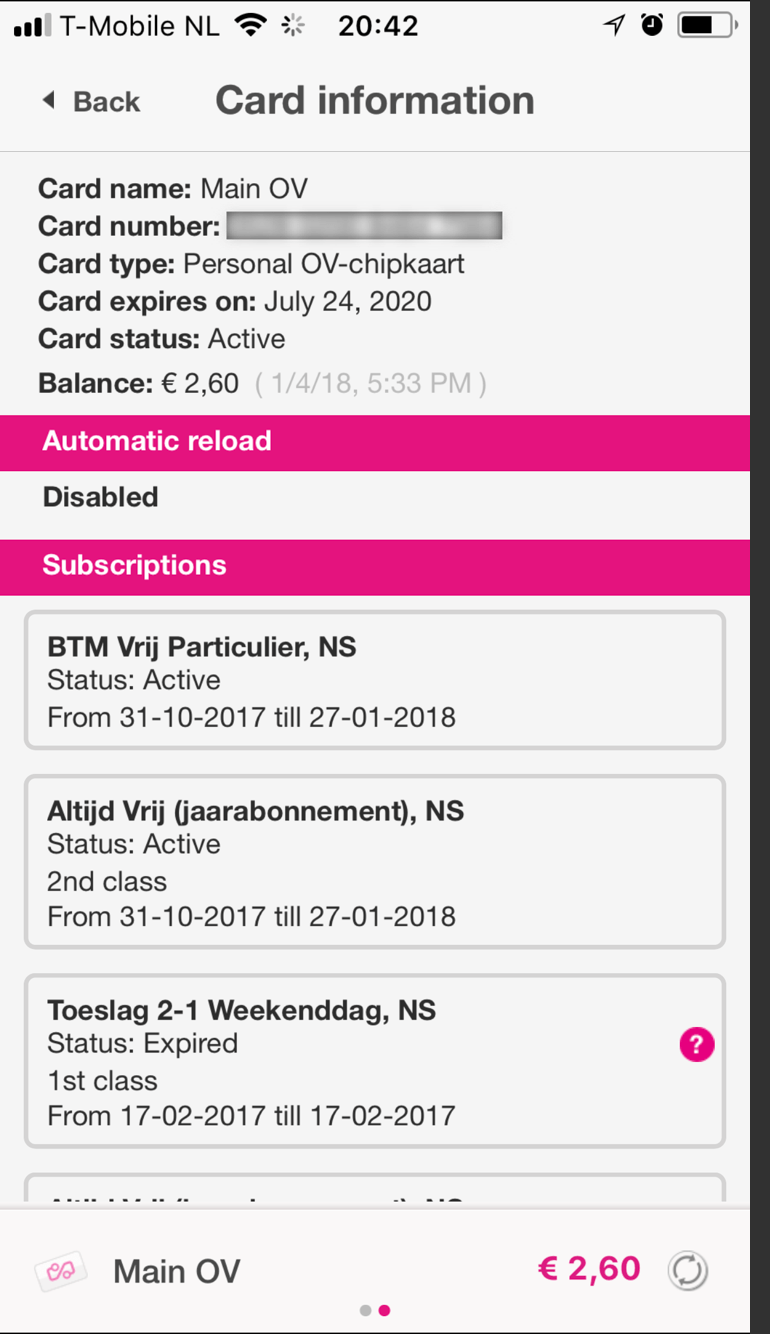 T-Mobile NL 20:42
Back Card information
Card name: Main OV
Card number:
Card type: Personal OV-chipkaart
Card expires on: July 24, 2020
Card status: Active
Balance: € 2,60 ( 1/4/18, 5:33 PM )
Automatic reload
Disabled
Subscriptions
BTM Vrij Particulier, NS
Status: Active
From 31-10-2017 till 27-01-2018
Altijd Vrij (jaarabonnement), NS
Status: Active
2nd class
From 31-10-2017 till 27-01-2018
Toeslag 2-1 Weekenddag, NS
Status: Expired
?
1st class
From 17-02-2017 till 17-02-2017
Main OV € 2,60